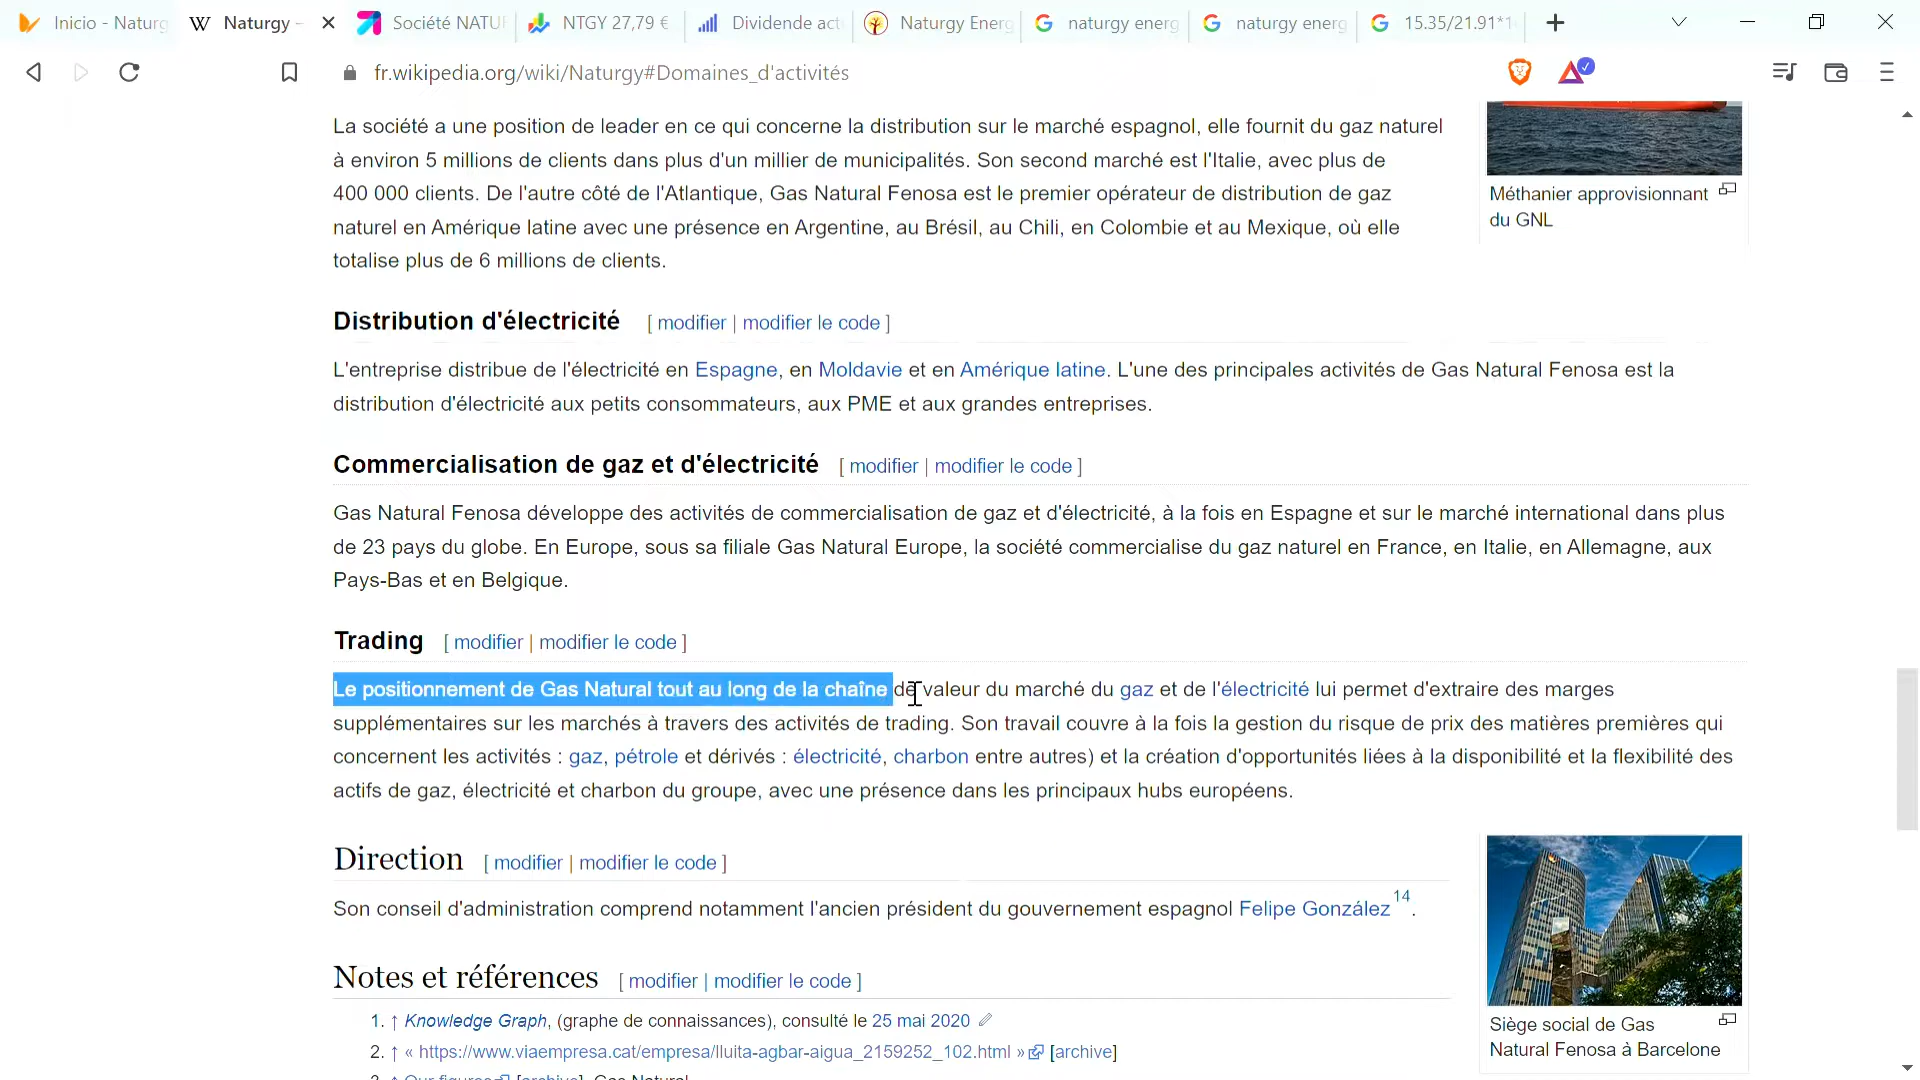 Inicio - Naturg
Naturgy -
Société NATUF
NTGY 27,79 €
Dividende act
Naturgy Energ
naturgy energ
naturgy energ
15.35/21.91*1
fr.wikipedia.org/wiki/Naturgy#Domaines_d'activités
La société a une position de leader en ce qui concerne la distribution sur le marché espagnol, elle fournit du gaz naturel
à environ 5 millions de clients dans plus d'un millier de municipalités. Son second marché est l'Italie, avec plus de
400 000 clients. De l'autre côté de l'Atlantique, Gas Natural Fenosa est le premier opérateur de distribution de gaz
naturel en Amérique latine avec une présence en Argentine, au Brésil, au Chili, en Colombie et au Mexique, où elle
totalise plus de 6 millions de clients.
Méthanier approvisionnant
du GNL
Distribution d'électricité [ modifier | modifier le code ]
L'entreprise distribue de l'électricité en Espagne, en Moldavie et en Amérique latine. L'une des principales activités de Gas Natural Fenosa est la
distribution d'électricité aux petits consommateurs, aux PME et aux grandes entreprises.
Commercialisation de gaz et d'électricité [ modifier | modifier le code ]
Gas Natural Fenosa développe des activités de commercialisation de gaz et d'électricité, à la fois en Espagne et sur le marché international dans plus
de 23 pays du globe. En Europe, sous sa filiale Gas Natural Europe, la société commercialise du gaz naturel en France, en Italie, en Allemagne, aux
Pays-Bas et en Belgique.
Trading [ modifier | modifier le code ]
Le positionnement de Gas Natural tout au long de la chaîne de valeur du marché du gaz et de l'électricité lui permet d'extraire des marges
supplémentaires sur les marchés à travers des activités de trading. Son travail couvre à la fois la gestion du risque de prix des matières premières qui
concernent les activités : gaz, pétrole et dérivés : électricité, charbon entre autres) et la création d'opportunités liées à la disponibilité et la flexibilité des
actifs de gaz, électricité et charbon du groupe, avec une présence dans les principaux hubs européens.
Direction [ modifier | modifier le code ]
Son conseil d'administration comprend notamment l'ancien président du gouvernement espagnol Felipe González 14.
Notes et références [ modifier | modifier le code ]
1. ↑ Knowledge Graph, (graphe de connaissances), consulté le 25 mai 2020
2. ↑ « https://www.viaempresa.cat/empresa/lluita-agbar-aigua_2159252_102.html » [archive]
3. ↑ Our figures [archive], Gas Natural
Siège social de Gas
Natural Fenosa à Barcelone